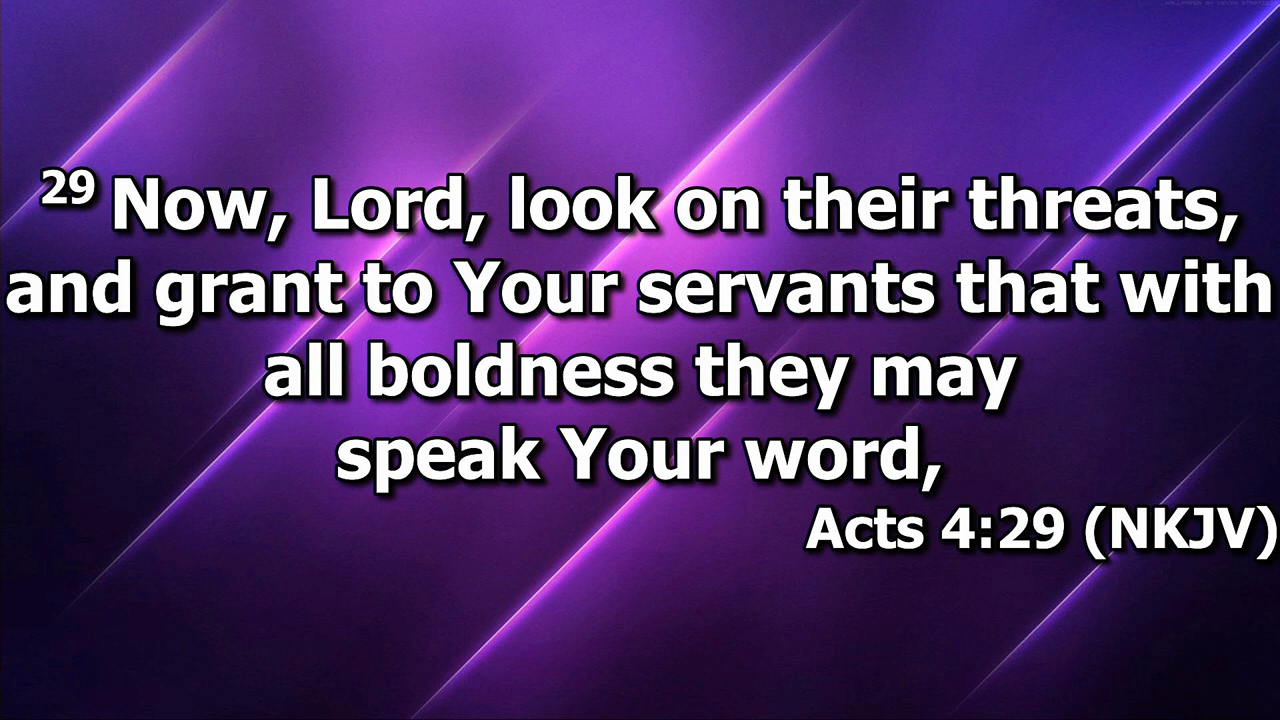 29 Now, Lord, look on their threats,
and grant to Your servants that with
all boldness they may
speak Your word,
Acts 4:29 (NKJV)